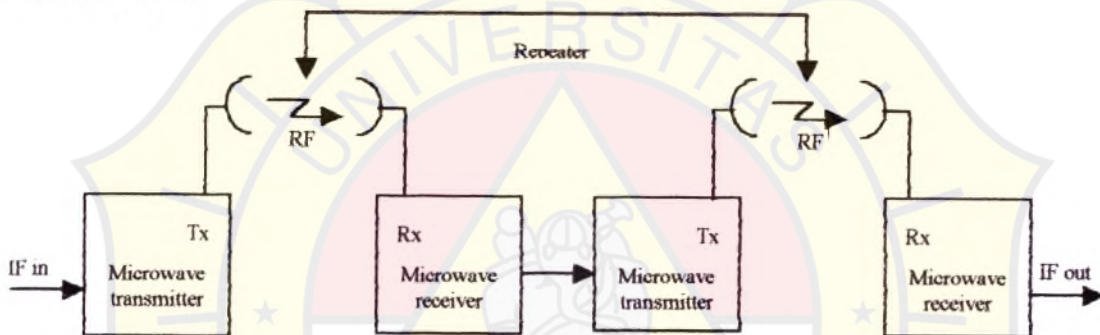 Repeater
RF
RF
IF in
Tx
Microwave
transmitter
Rx
Microwave
receiver
Tx
Microwave
transmitter
Rx
Microwave
receiver
IF out
UNIVERSITAS